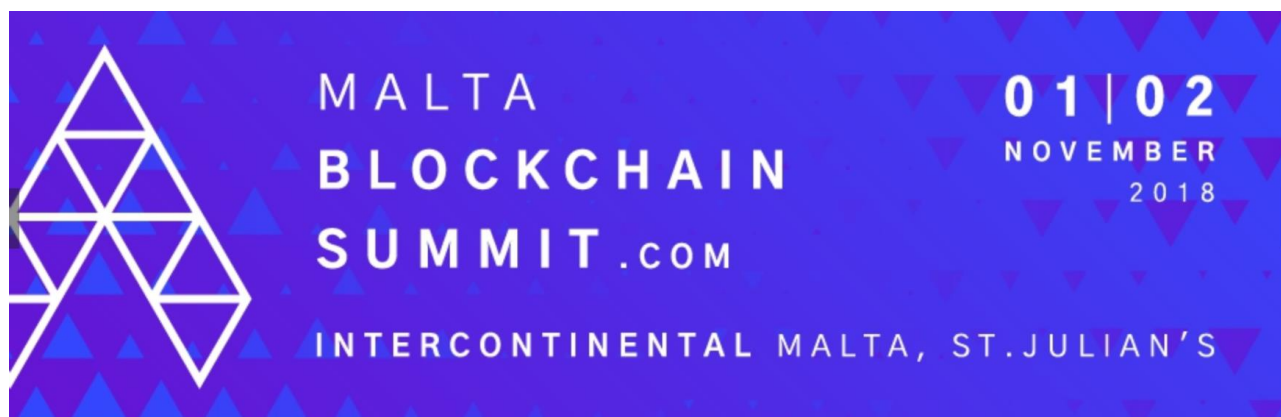 MALTA
BLOCKCHAIN
SUMMIT.COM
INTERCONTINENTAL MALTA, ST.JULIAN’S
01|02
NOVEMBER
2018